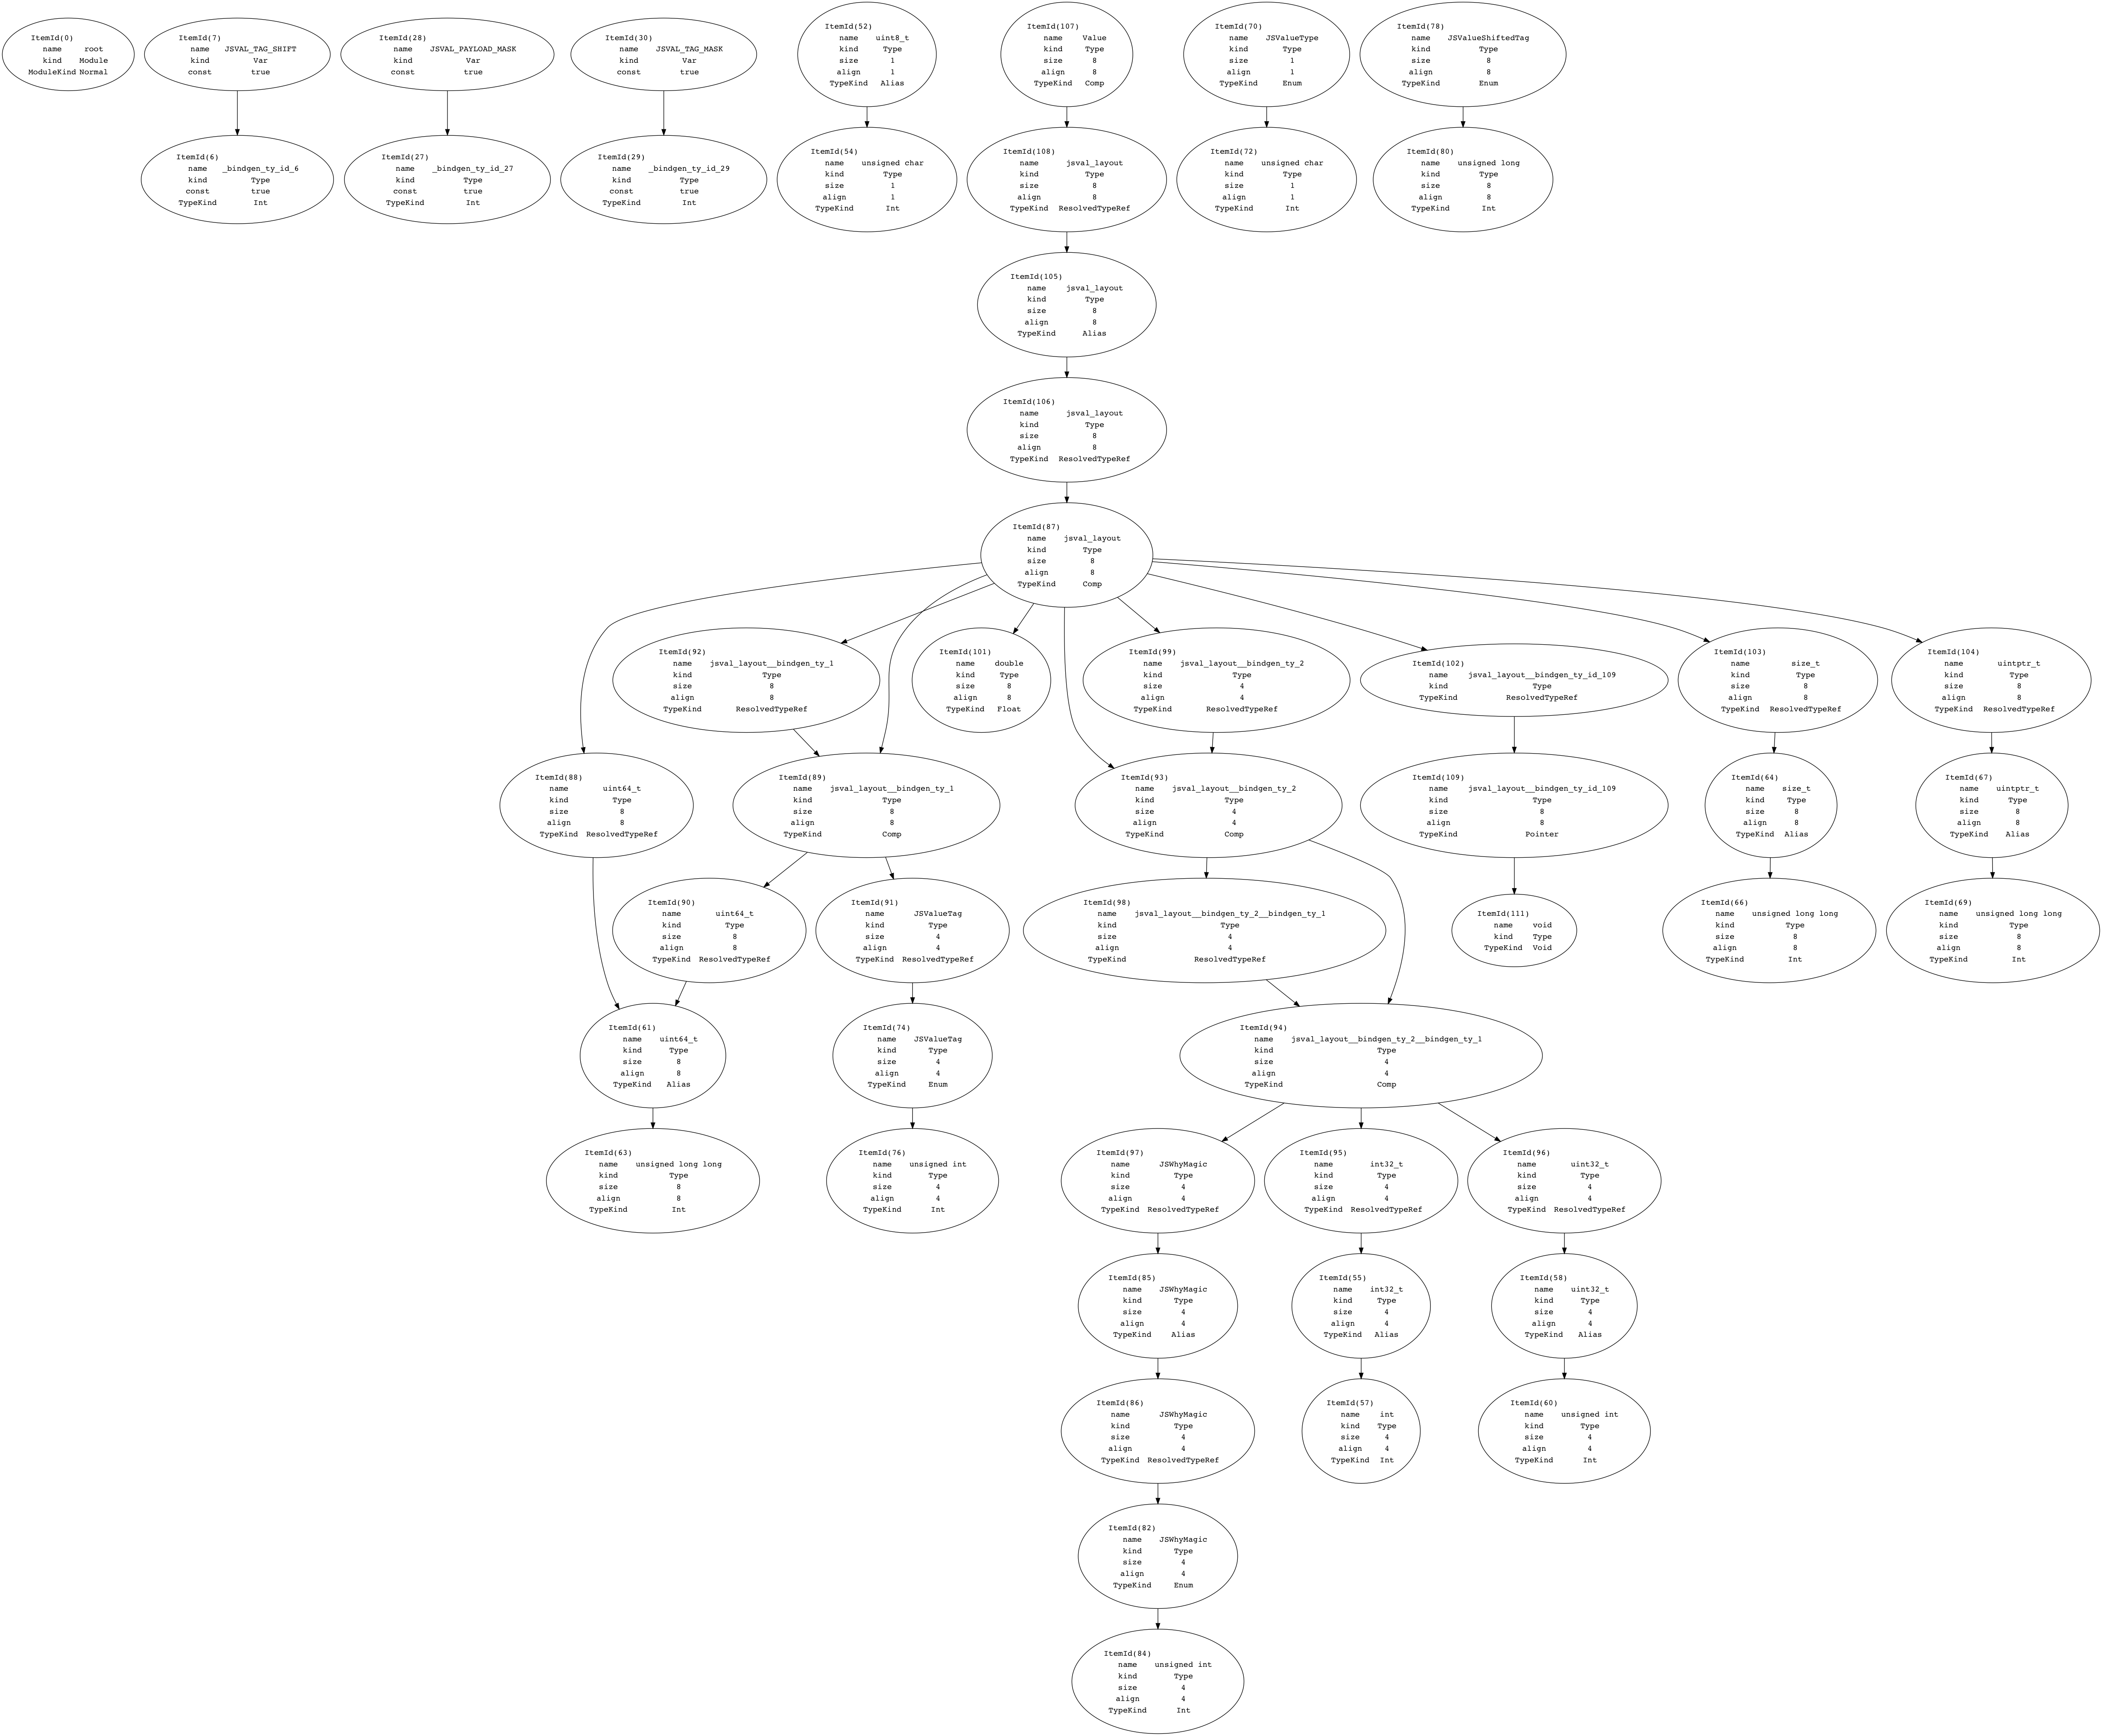 ItemId(0)
name root
kind Module
ModuleKind Normal
ItemId(7)
name JSVAL_TAG_SHIFT
kind Var
const true
ItemId(28)
name JSVAL_PAYLOAD_MASK
kind Var
const true
ItemId(30)
name JSVAL_TAG_MASK
kind Var
const true
ItemId(52)
name uint8_t
kind Type
size 1
align 1
TypeKind Alias
ItemId(107)
name Value
kind Type
size 8
align 8
TypeKind Comp
ItemId(70)
name JSValueType
kind Type
size 1
align 1
TypeKind Enum
ItemId(78)
name JSValueShiftedTag
kind Type
size 8
align 8
TypeKind Enum
ItemId(6)
name _bindgen_ty_id_6
kind Type
const true
TypeKind Int
ItemId(27)
name _bindgen_ty_id_27
kind Type
const true
TypeKind Int
ItemId(29)
name _bindgen_ty_id_29
kind Type
const true
TypeKind Int
ItemId(54)
name unsigned char
kind Type
size 1
align 1
TypeKind Int
ItemId(108)
name jsval_layout
kind Type
size 8
align 8
TypeKind ResolvedTypeRef
ItemId(72)
name unsigned char
kind Type
size 1
align 1
TypeKind Int
ItemId(80)
name unsigned long
kind Type
size 8
align 8
TypeKind Int
ItemId(105)
name jsval_layout
kind Type
size 8
align 8
TypeKind Alias
ItemId(106)
name jsval_layout
kind Type
size 8
align 8
TypeKind ResolvedTypeRef
ItemId(87)
name jsval_layout
kind Type
size 8
align 8
TypeKind Comp
ItemId(92)
name jsval_layout__bindgen_ty_1
kind Type
size 8
align 8
TypeKind ResolvedTypeRef
ItemId(101)
name double
kind Type
size 8
align 8
TypeKind Float
ItemId(99)
name jsval_layout__bindgen_ty_2
kind Type
size 4
align 4
TypeKind ResolvedTypeRef
ItemId(102)
name jsval_layout__bindgen_ty_id_109
kind Type
TypeKind ResolvedTypeRef
ItemId(103)
name size_t
kind Type
size 8
align 8
TypeKind ResolvedTypeRef
ItemId(104)
name uintptr_t
kind Type
size 8
align 8
TypeKind ResolvedTypeRef
ItemId(88)
name uint64_t
kind Type
size 8
align 8
TypeKind ResolvedTypeRef
ItemId(89)
name jsval_layout__bindgen_ty_1
kind Type
size 8
align 8
TypeKind Comp
ItemId(93)
name jsval_layout__bindgen_ty_2
kind Type
size 4
align 4
TypeKind Comp
ItemId(109)
name jsval_layout__bindgen_ty_id_109
kind Type
size 8
align 8
TypeKind Pointer
ItemId(64)
name size_t
kind Type
size 8
align 8
TypeKind Alias
ItemId(67)
name uintptr_t
kind Type
size 8
align 8
TypeKind Alias
ItemId(90)
name uint64_t
kind Type
size 8
align 8
TypeKind ResolvedTypeRef
ItemId(91)
name JSValueTag
kind Type
size 4
align 4
TypeKind ResolvedTypeRef
ItemId(98)
name jsval_layout__bindgen_ty_2__bindgen_ty_1
kind Type
size 4
align 4
TypeKind ResolvedTypeRef
ItemId(111)
name void
kind Type
TypeKind Void
ItemId(66)
name unsigned long long
kind Type
size 8
align 8
TypeKind Int
ItemId(69)
name unsigned long long
kind Type
size 8
align 8
TypeKind Int
ItemId(61)
name uint64_t
kind Type
size 8
align 8
TypeKind Alias
ItemId(74)
name JSValueTag
kind Type
size 4
align 4
TypeKind Enum
ItemId(94)
name jsval_layout__bindgen_ty_2__bindgen_ty_1
kind Type
size 4
align 4
TypeKind Comp
ItemId(63)
name unsigned long long
kind Type
size 8
align 8
TypeKind Int
ItemId(76)
name unsigned int
kind Type
size 4
align 4
TypeKind Int
ItemId(97)
name JSWhyMagic
kind Type
size 4
align 4
TypeKind ResolvedTypeRef
ItemId(95)
name int32_t
kind Type
size 4
align 4
TypeKind ResolvedTypeRef
ItemId(96)
name uint32_t
kind Type
size 4
align 4
TypeKind ResolvedTypeRef
ItemId(85)
name JSWhyMagic
kind Type
size 4
align 4
TypeKind Alias
ItemId(55)
name int32_t
kind Type
size 4
align 4
TypeKind Alias
ItemId(58)
name uint32_t
kind Type
size 4
align 4
TypeKind Alias
ItemId(86)
name JSWhyMagic
kind Type
size 4
align 4
TypeKind ResolvedTypeRef
ItemId(57)
name int
kind Type
size 4
align 4
TypeKind Int
ItemId(60)
name unsigned int
kind Type
size 4
align 4
TypeKind Int
ItemId(82)
name JSWhyMagic
kind Type
size 4
align 4
TypeKind Enum
ItemId(84)
name unsigned int
kind Type
size 4
align 4
TypeKind Int